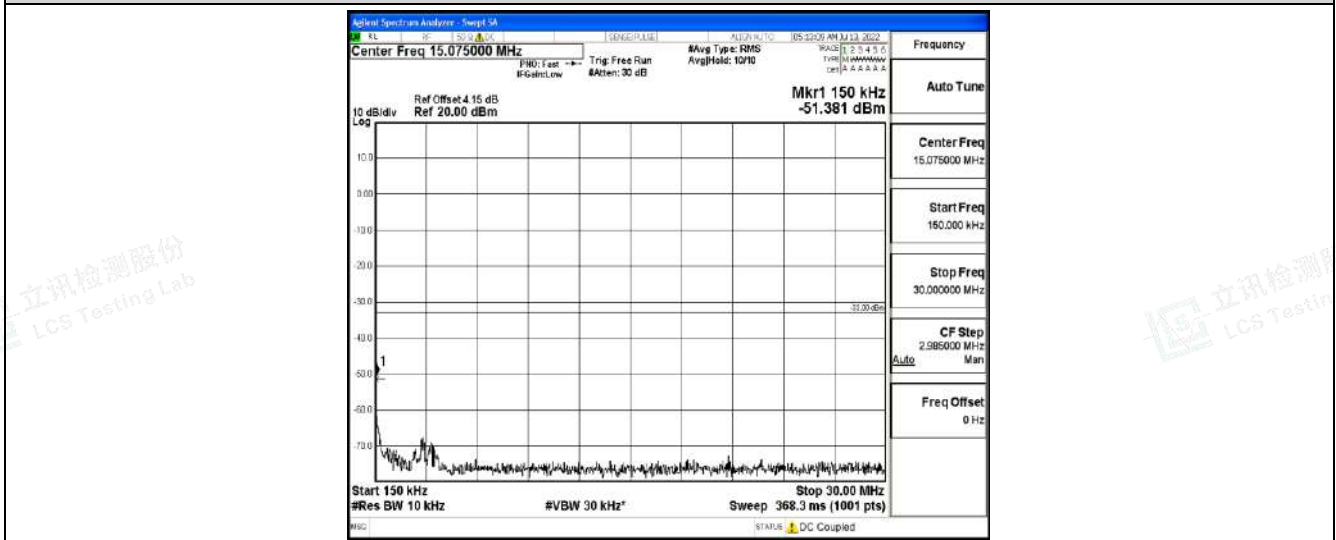 Agilent Spectrum Analyzer - Swept SA
RL RF 50 Ω DC SENSE:PULSE ALIGN AUTO 05:13:09 AM Jul 13, 2022
Center Freq 15.075000 MHz
PNO: Fast
IFGain:Low
Trig: Free Run
#Atten: 30 dB
#Avg Type: RMS
Avg|Hold: 10/10
TRACE 1 2 3 4 5 6
TYPE M WWWWW
DET A A A A A A
Mkr1 150 kHz
-51.381 dBm
Ref Offset 4.15 dB
10 dB/div Ref 20.00 dBm
Log
10.0
0.00
-10.0
-20.0
-30.0
-33.00 dBm
-40.0
1
-50.0
-60.0
-70.0
Start 150 kHz Stop 30.00 MHz
#Res BW 10 kHz #VBW 30 kHz* Sweep 368.3 ms (1001 pts)
MSG STATUS DC Coupled
Frequency
Auto Tune
Center Freq
15.075000 MHz
Start Freq
150.000 kHz
Stop Freq
30.000000 MHz
CF Step
2.985000 MHz
Auto Man
Freq Offset
0 Hz
立讯检测股份
LCS Testing Lab
立讯检测
LCS Testin